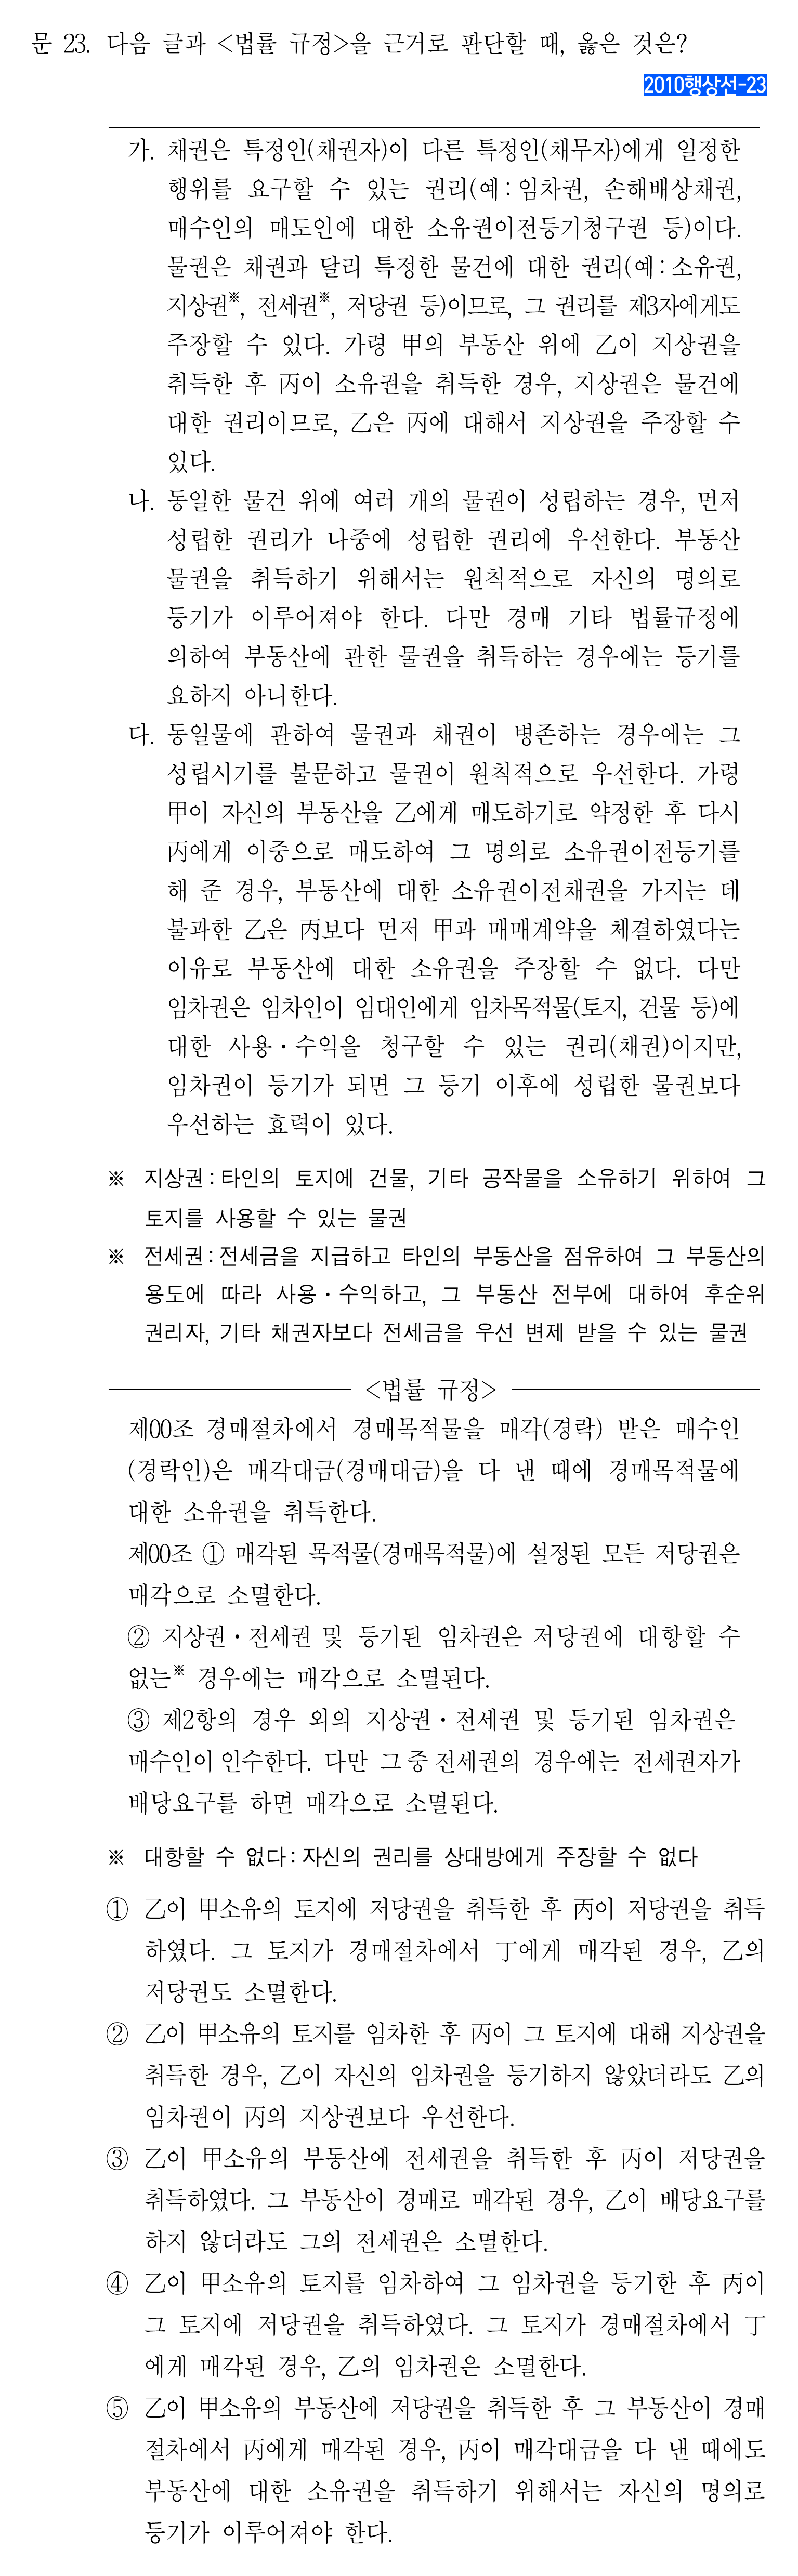 문 23. 다음 글과 <법률 규정>을 근거로 판단할 때, 옳은 것은?
2010행상선-23
가. 채권은 특정인(채권자)이 다른 특정인(채무자)에게 일정한
행위를 요구할 수 있는 권리(예 : 임차권, 손해배상채권,
매수인의 매도인에 대한 소유권이전등기청구권 등)이다.
물권은 채권과 달리 특정한 물건에 대한 권리(예 : 소유권,
지상권※, 전세권※, 저당권 등)이므로, 그 권리를 제3자에게도
주장할 수 있다. 가령 甲의 부동산 위에 乙이 지상권을
취득한 후 丙이 소유권을 취득한 경우, 지상권은 물건에
대한 권리이므로, 乙은 丙에 대해서 지상권을 주장할 수
있다.
나. 동일한 물건 위에 여러 개의 물권이 성립하는 경우, 먼저
성립한 권리가 나중에 성립한 권리에 우선한다. 부동산
물권을 취득하기 위해서는 원칙적으로 자신의 명의로
등기가 이루어져야 한다. 다만 경매 기타 법률규정에
의하여 부동산에 관한 물권을 취득하는 경우에는 등기를
요하지 아니한다.
다. 동일물에 관하여 물권과 채권이 병존하는 경우에는 그
성립시기를 불문하고 물권이 원칙적으로 우선한다. 가령
甲이 자신의 부동산을 乙에게 매도하기로 약정한 후 다시
丙에게 이중으로 매도하여 그 명의로 소유권이전등기를
해 준 경우, 부동산에 대한 소유권이전채권을 가지는 데
불과한 乙은 丙보다 먼저 甲과 매매계약을 체결하였다는
이유로 부동산에 대한 소유권을 주장할 수 없다. 다만
임차권은 임차인이 임대인에게 임차목적물(토지, 건물 등)에
대한 사용・수익을 청구할 수 있는 권리(채권)이지만,
임차권이 등기가 되면 그 등기 이후에 성립한 물권보다
우선하는 효력이 있다.
※ 지상권 : 타인의 토지에 건물, 기타 공작물을 소유하기 위하여 그
토지를 사용할 수 있는 물권
※ 전세권 : 전세금을 지급하고 타인의 부동산을 점유하여 그 부동산의
용도에 따라 사용・수익하고, 그 부동산 전부에 대하여 후순위
권리자, 기타 채권자보다 전세금을 우선 변제 받을 수 있는 물권
<법률 규정>
제00조 경매절차에서 경매목적물을 매각(경락) 받은 매수인
(경락인)은 매각대금(경매대금)을 다 낸 때에 경매목적물에
대한 소유권을 취득한다.
제00조 ① 매각된 목적물(경매목적물)에 설정된 모든 저당권은
매각으로 소멸한다.
② 지상권・전세권 및 등기된 임차권은 저당권에 대항할 수
없는※ 경우에는 매각으로 소멸된다.
③ 제2항의 경우 외의 지상권・전세권 및 등기된 임차권은
매수인이 인수한다. 다만 그 중 전세권의 경우에는 전세권자가
배당요구를 하면 매각으로 소멸된다.
※ 대항할 수 없다 : 자신의 권리를 상대방에게 주장할 수 없다
① 乙이 甲소유의 토지에 저당권을 취득한 후 丙이 저당권을 취득
하였다. 그 토지가 경매절차에서 丁에게 매각된 경우, 乙의
저당권도 소멸한다.
② 乙이 甲소유의 토지를 임차한 후 丙이 그 토지에 대해 지상권을
취득한 경우, 乙이 자신의 임차권을 등기하지 않았더라도 乙의
임차권이 丙의 지상권보다 우선한다.
③ 乙이 甲소유의 부동산에 전세권을 취득한 후 丙이 저당권을
취득하였다. 그 부동산이 경매로 매각된 경우, 乙이 배당요구를
하지 않더라도 그의 전세권은 소멸한다.
④ 乙이 甲소유의 토지를 임차하여 그 임차권을 등기한 후 丙이
그 토지에 저당권을 취득하였다. 그 토지가 경매절차에서 丁
에게 매각된 경우, 乙의 임차권은 소멸한다.
⑤ 乙이 甲소유의 부동산에 저당권을 취득한 후 그 부동산이 경매
절차에서 丙에게 매각된 경우, 丙이 매각대금을 다 낸 때에도
부동산에 대한 소유권을 취득하기 위해서는 자신의 명의로
등기가 이루어져야 한다.